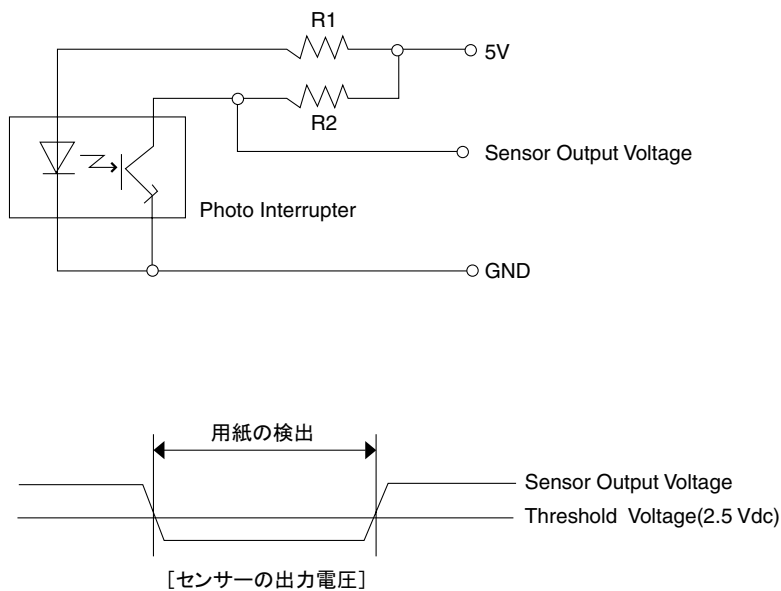 R1
5V
R2
Sensor Output Voltage
Photo Interrupter
GND
用紙の検出
Sensor Output Voltage
Threshold Voltage(2.5 Vdc)
[センサーの出力電圧]